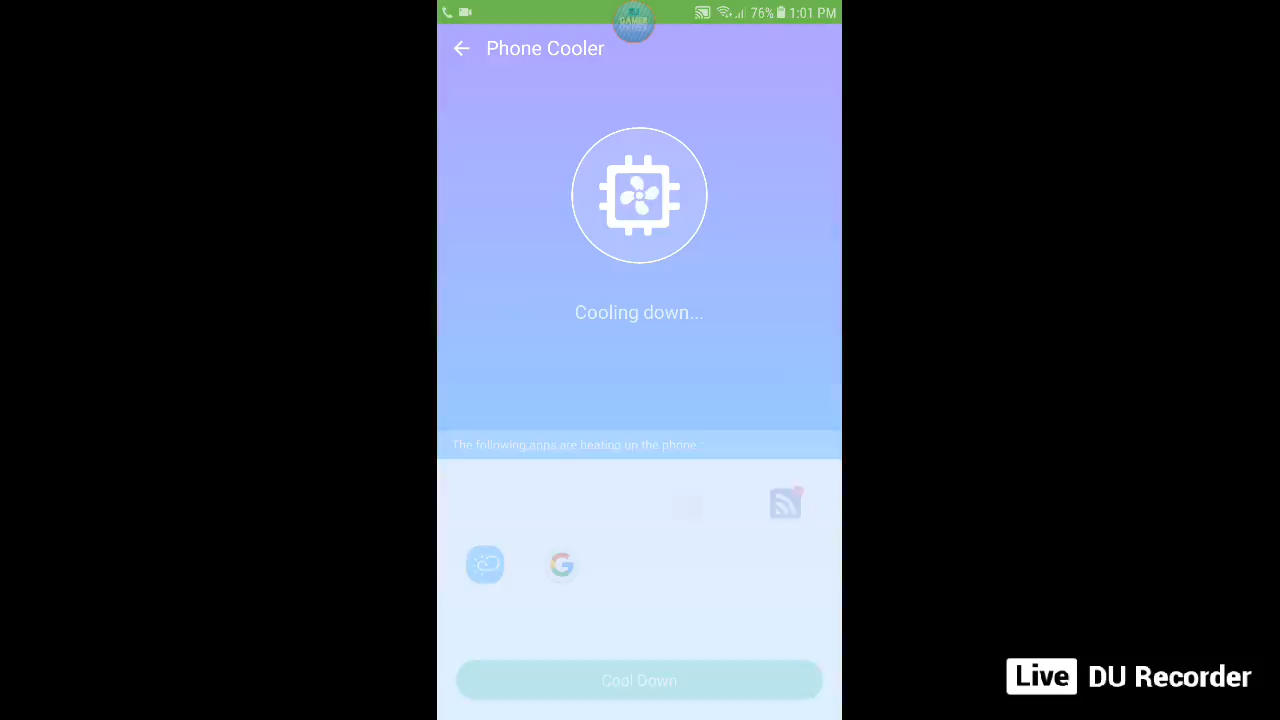 76% 1:01 PM
GAMER
Phone Cooler
Cooling down...
The following apps are heating up the phone
Cool Down
Live DU Recorder